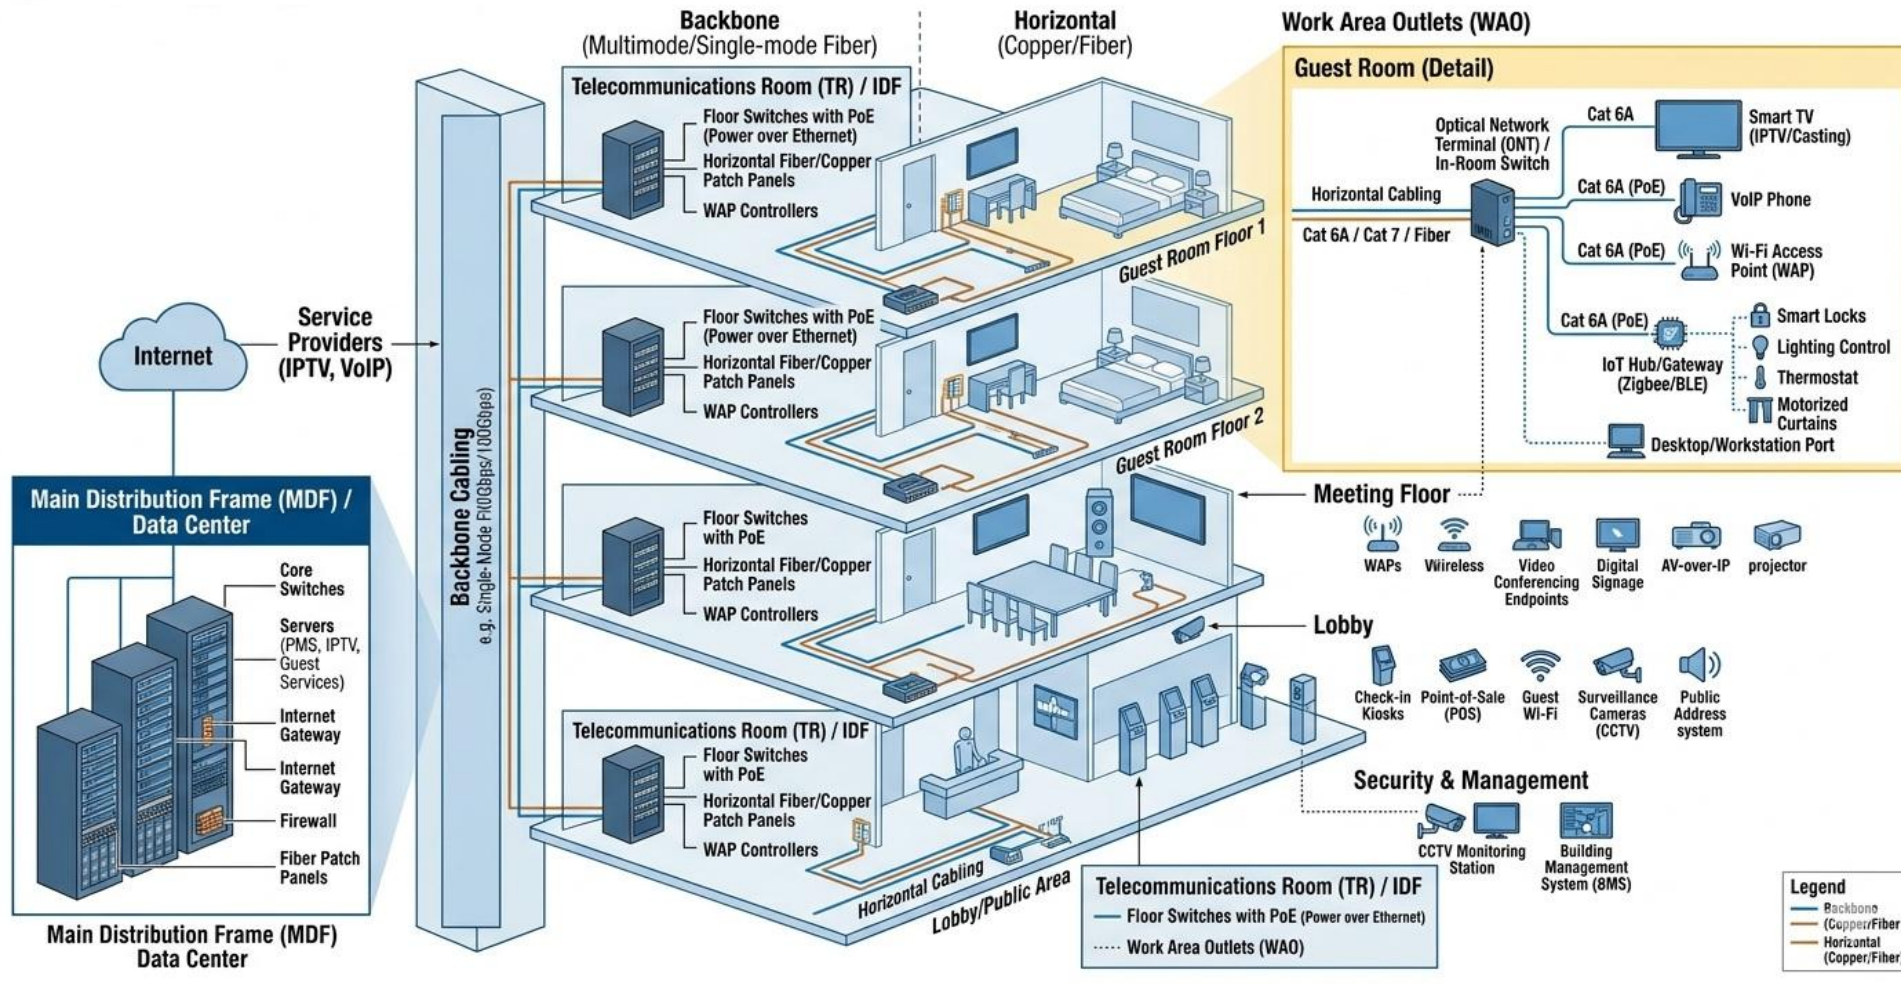 Backbone
(Multimode/Single-mode Fiber)
Horizontal
(Copper/Fiber)
Work Area Outlets (WAO)
Telecommunications Room (TR) / IDF
Floor Switches with PoE
(Power over Ethernet)
Horizontal Fiber/Copper
Patch Panels
WAP Controllers
Guest Room Floor 1
Floor Switches with PoE
(Power over Ethernet)
Horizontal Fiber/Copper
Patch Panels
WAP Controllers
Guest Room Floor 2
Floor Switches
with PoE
Horizontal Fiber/Copper
Patch Panels
WAP Controllers
Telecommunications Room (TR) / IDF
Floor Switches
with PoE
Horizontal Fiber/Copper
Patch Panels
WAP Controllers
Horizontal Cabling
Lobby/Public Area
Internet
Service
Providers
(IPTV, VoIP)
Backbone Cabling
e.g. Single-Mode
Main Distribution Frame (MDF) /
Data Center
Core
Switches
Servers
(PMS, IPTV,
Guest
Services)
Internet
Gateway
Internet
Gateway
Firewall
Fiber Patch
Panels
Main Distribution Frame (MDF)
Data Center
Guest Room (Detail)
Optical Network
Terminal (ONT) /
In-Room Switch
Horizontal Cabling
Cat 6A / Cat 7 / Fiber
Cat 6A
Smart TV
(IPTV/Casting)
Cat 6A (PoE)
VoIP Phone
Cat 6A (PoE)
Wi-Fi Access
Point (WAP)
Cat 6A (PoE)
IoT Hub/Gateway
(Zigbee/BLE)
Smart Locks
Lighting Control
Thermostat
Motorized
Curtains
Desktop/Workstation Port
Meeting Floor
WAPs
Wireless
Video
Conferencing
Endpoints
Digital
Signage
AV-over-IP
projector
Lobby
Check-in
Kiosks
Point-of-Sale
(POS)
Guest
Wi-Fi
Surveillance
Cameras
(CCTV)
Public
Address
system
Security & Management
CCTV Monitoring
Station
Building
Management
System (8MS)
Telecommunications Room (TR) / IDF
Floor Switches with PoE (Power over Ethernet)
Work Area Outlets (WAO)
Legend
Backbone
(Copper/Fiber
Horizontal
(Copper/Fiher